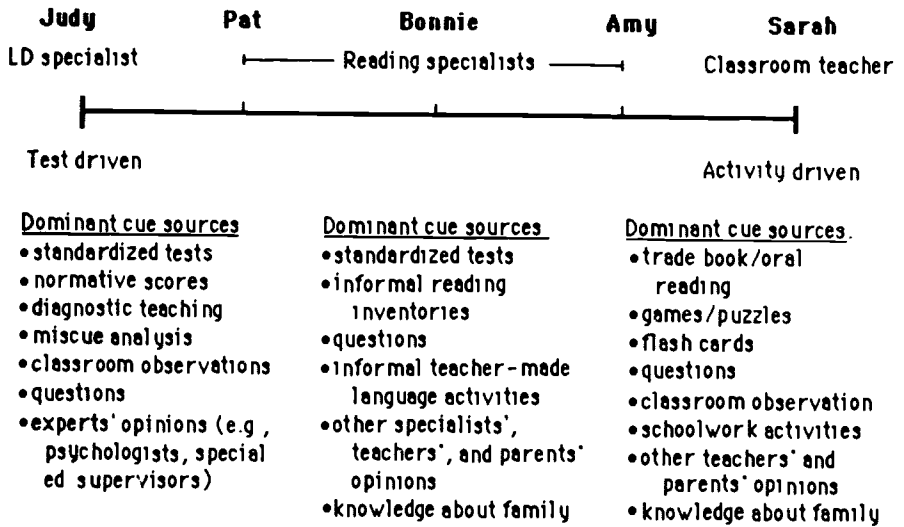 Judy Pat Bonnie Amy Sarah
LD specialist Reading specialists Classroom teacher
Test driven Activity driven
Dominant cue sources
• standardized tests
• normative scores
• diagnostic teaching
• miscue analysis
• classroom observations
• questions
• experts' opinions (e.g ,
psychologists, special
ed supervisors)
Dominant cue sources
• standardized tests
• informal reading
inventories
• questions
• informal teacher-made
language activities
• other specialists',
teachers', and parents'
opinions
• knowledge about family
Dominant cue sources.
• trade book/oral
reading
• games/puzzles
• flash cards
• questions
• classroom observation
• schoolwork activities
• other teachers' and
parents' opinions
• knowledge about family